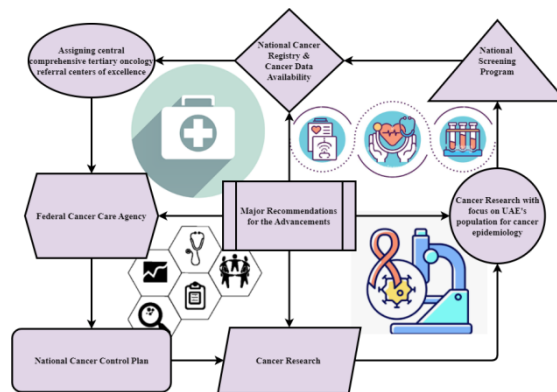 Assigning central
comprehensive tertiary oncology
referral centers of excellence
National Cancer
Registry &
Cancer Data
Availability
National
Screening
Program
Federal Cancer Care Agency
Major Recommendations
for the Advancements
Cancer Research with
focus on UAE's
population for cancer
epidemiology
National Cancer Control Plan
Cancer Research